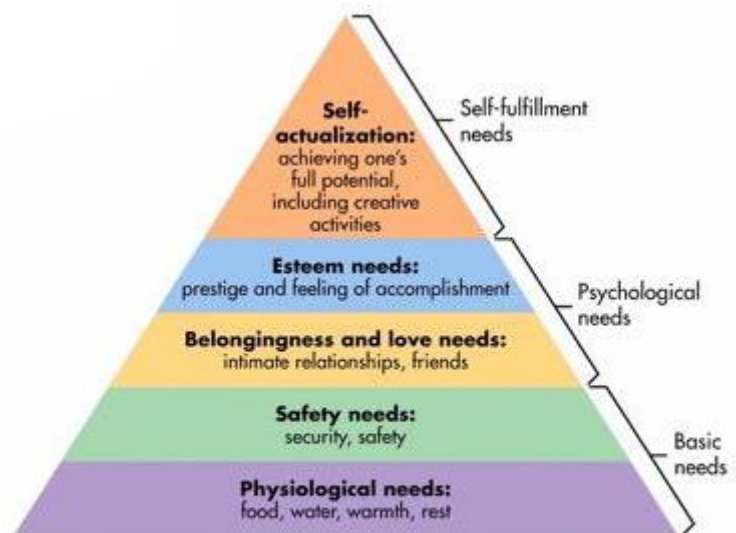 Self-
actualization:
achieving one's
full potential,
including creative
activities
Self-fulfillment
needs
Esteem needs:
prestige and feeling of accomplishment
Psychological
needs
Belongingness and love needs:
intimate relationships, friends
Safety needs:
security, safety
Basic
needs
Physiological needs:
food, water, warmth, rest